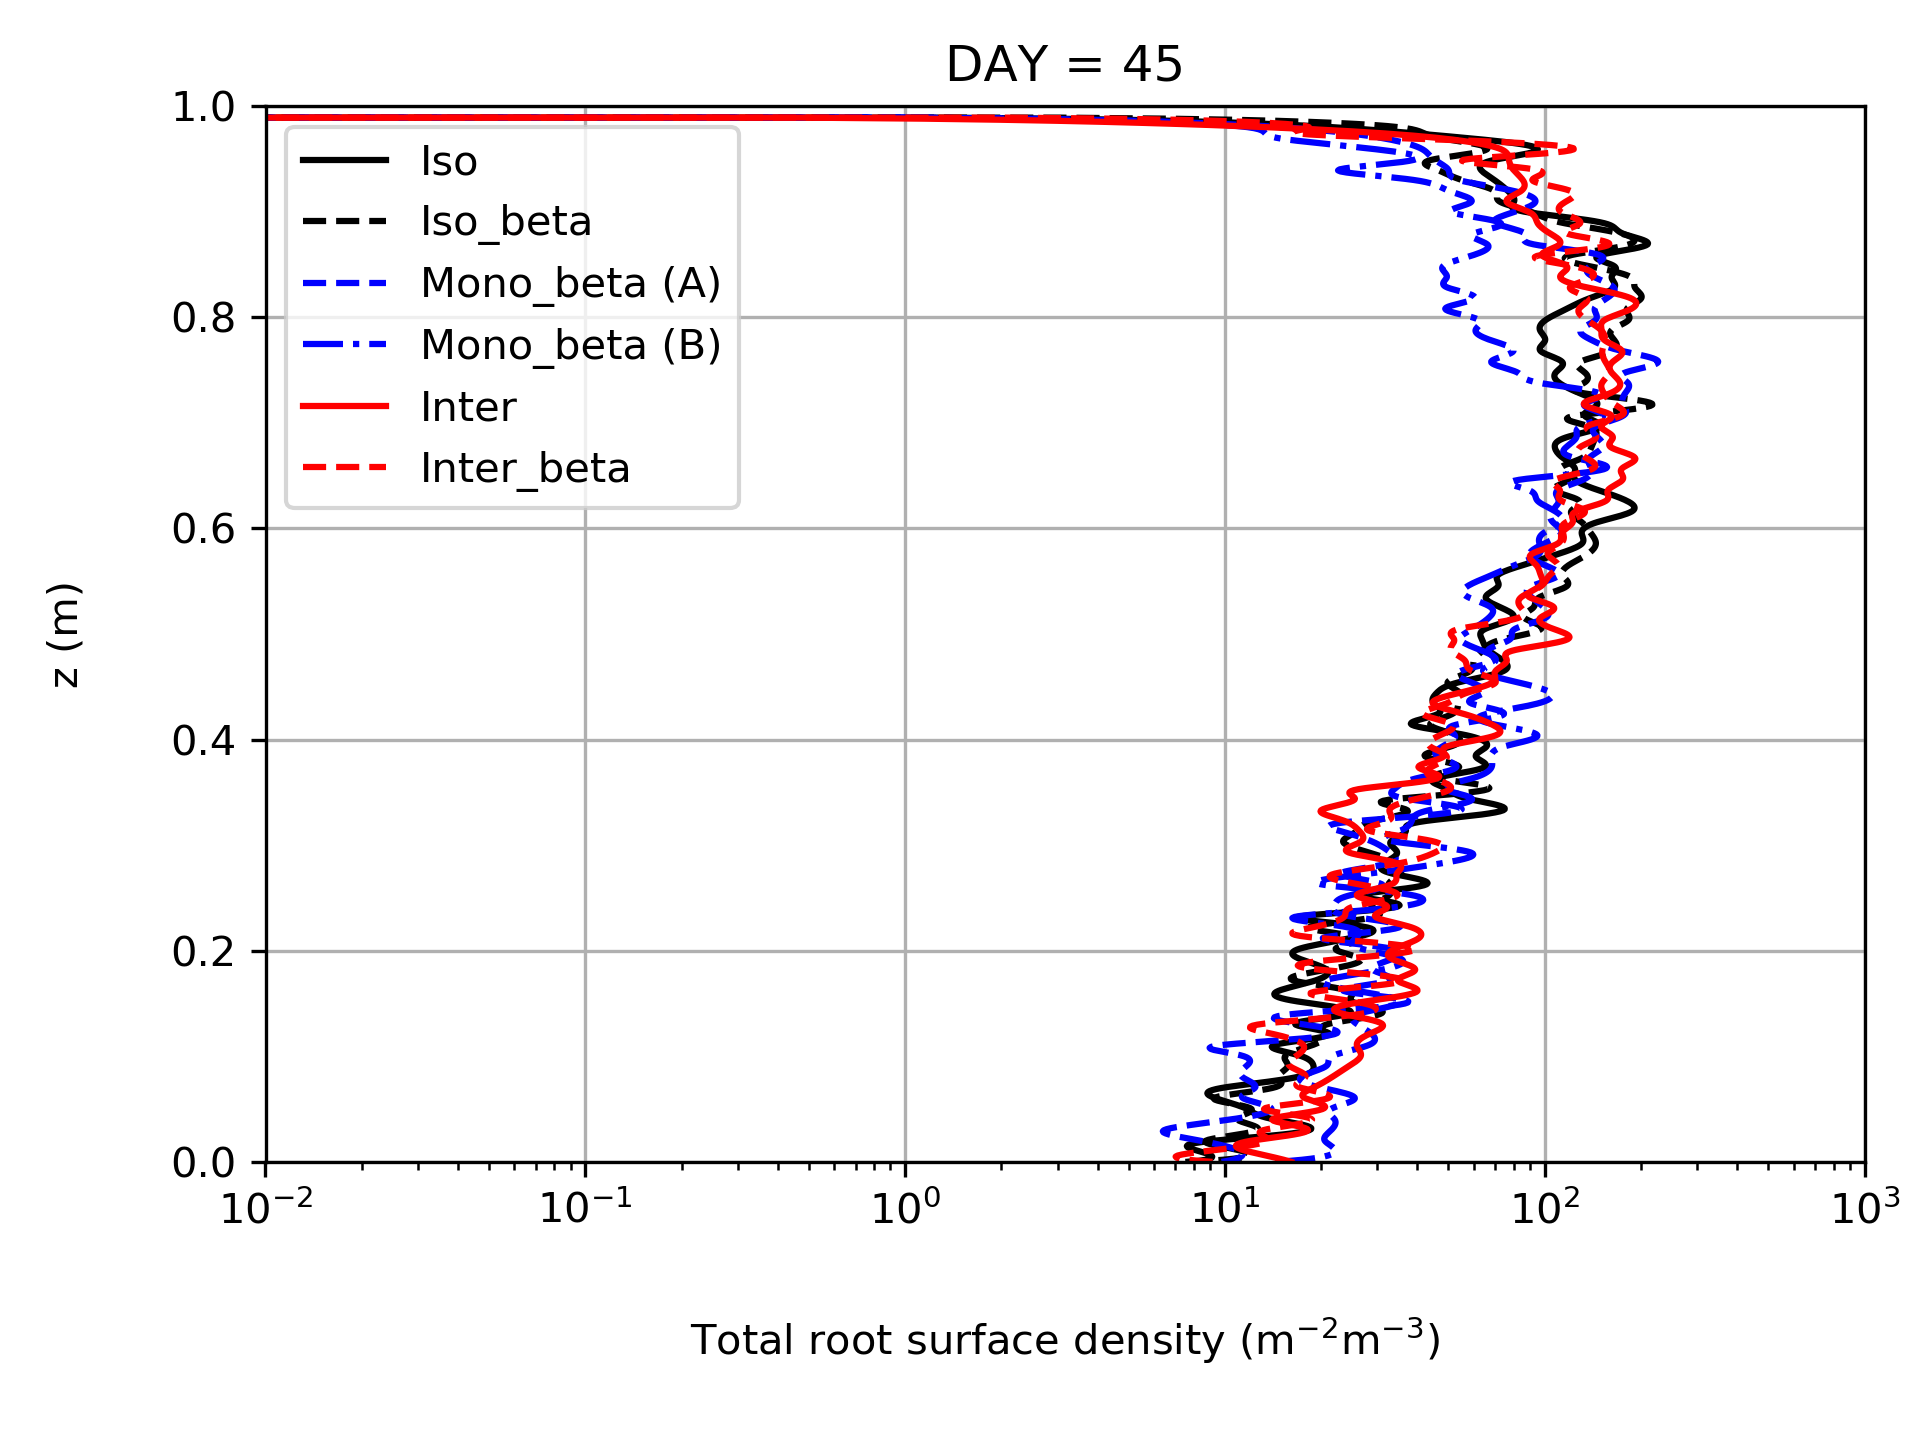 DAY = 45
1.0
0.8
0.6
0.4
0.2
0.0
z (m)
Iso
Iso_beta
Mono_beta (A)
Mono_beta (B)
Inter
Inter_beta
10⁻² 10⁻¹ 10⁰ 10¹ 10² 10³
Total root surface density (m⁻²m⁻³)